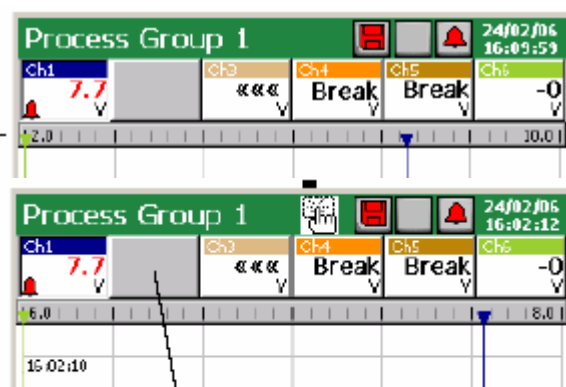 Process Group 1
24/02/06
16:09:59
Ch1
Ch3
Ch4
Ch5
Ch6
7.7
«««
Break
Break
-0
V
V
V
V
V
2.0
10.0
Process Group 1
24/02/06
16:02:12
Ch1
Ch3
Ch4
Ch5
Ch6
7.7
«««
Break
Break
-0
V
V
V
V
V
6.0
8.0
16:02:10